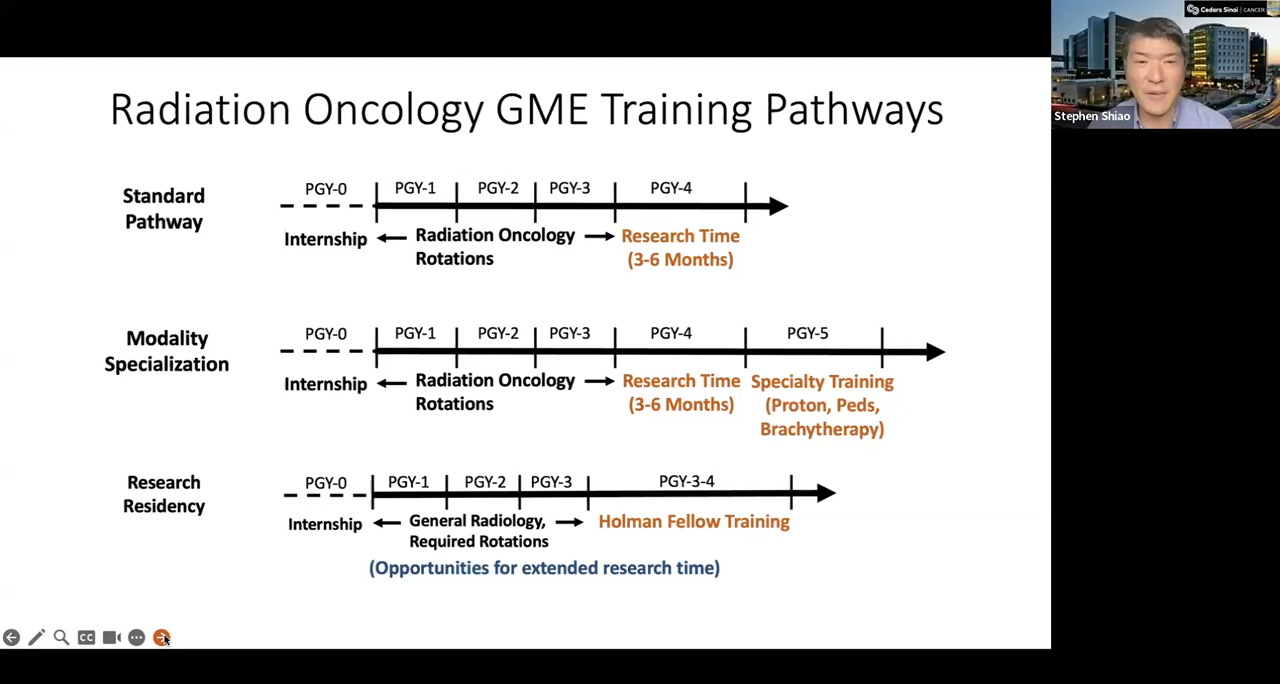 Cedars Sinai | CANCER
Stephen Shiao
Radiation Oncology GME Training Pathways
Standard
Pathway
PGY-0 PGY-1 PGY-2 PGY-3 PGY-4
Internship Radiation Oncology
Rotations
Research Time
(3-6 Months)
Modality
Specialization
PGY-0 PGY-1 PGY-2 PGY-3 PGY-4 PGY-5
Internship Radiation Oncology
Rotations
Research Time
(3-6 Months)
Specialty Training
(Proton, Peds,
Brachytherapy)
Research
Residency
PGY-0 PGY-1 PGY-2 PGY-3 PGY-3-4
Internship General Radiology,
Required Rotations
Holman Fellow Training
(Opportunities for extended research time)
CC